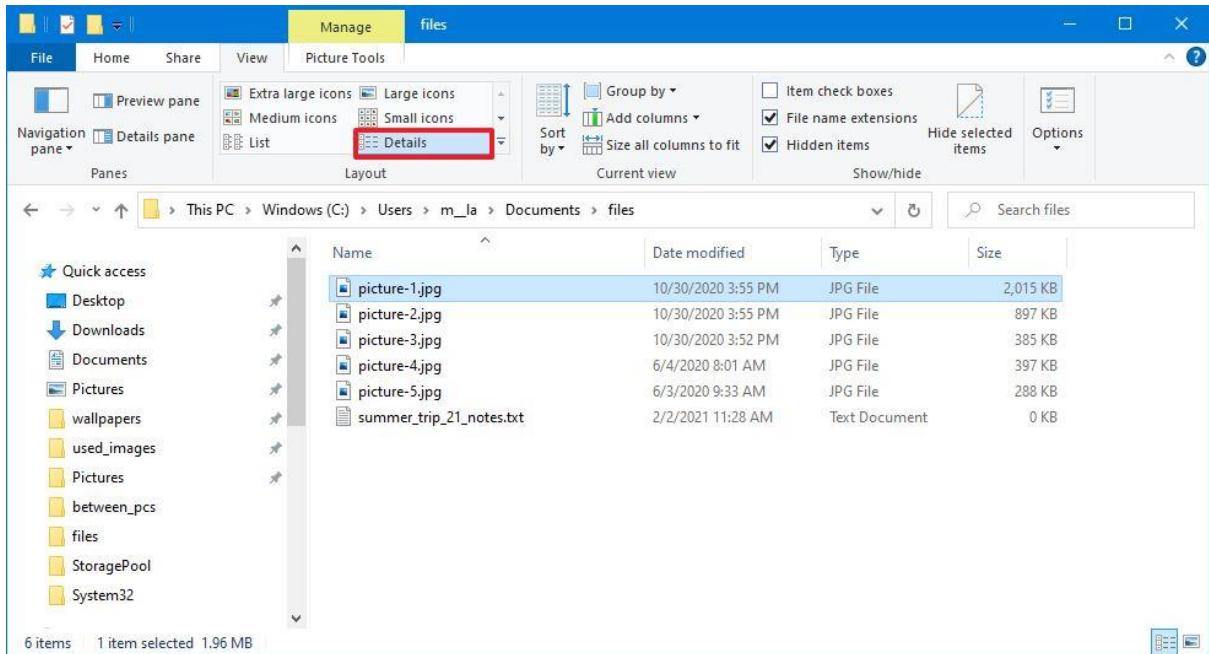 Manage files
File Home Share View Picture Tools
Navigation pane
Preview pane
Details pane
Panes
Extra large icons Large icons
Medium icons Small icons
List Details
Layout
Sort by
Group by
Add columns
Size all columns to fit
Current view
Item check boxes
File name extensions
Hidden items
Hide selected items
Show/hide
Options
This PC > Windows (C:) > Users > m__la > Documents > files
Search files
Quick access
Desktop
Downloads
Documents
Pictures
wallpapers
used_images
Pictures
between_pcs
files
StoragePool
System32
Name Date modified Type Size
picture-1.jpg 10/30/2020 3:55 PM JPG File 2,015 KB
picture-2.jpg 10/30/2020 3:55 PM JPG File 897 KB
picture-3.jpg 10/30/2020 3:52 PM JPG File 385 KB
picture-4.jpg 6/4/2020 8:01 AM JPG File 397 KB
picture-5.jpg 6/3/2020 9:33 AM JPG File 288 KB
summer_trip_21_notes.txt 2/2/2021 11:28 AM Text Document 0 KB
6 items 1 item selected 1.96 MB